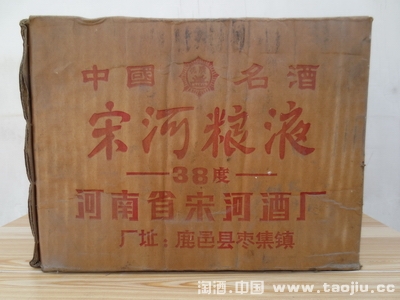 中國 名酒
宋河粮液
—38度—
河南省宋河酒厂
厂址：鹿邑县枣集镇
淘酒.中国 www.taojiu.cc